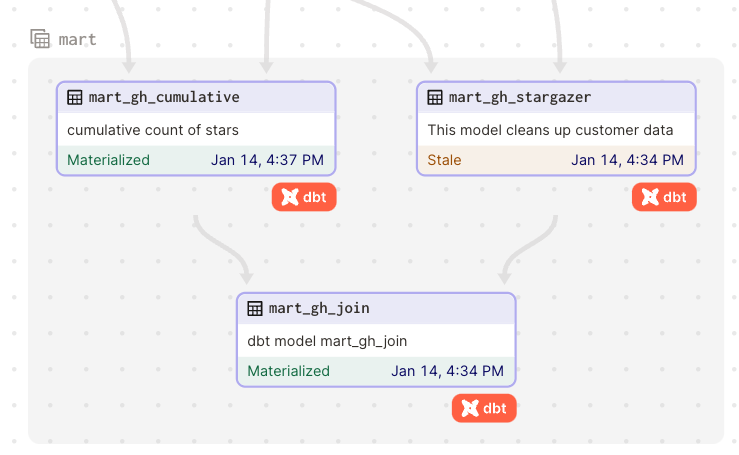 mart
mart_gh_cumulative
cumulative count of stars
Materialized Jan 14, 4:37 PM
dbt
mart_gh_stargazer
This model cleans up customer data
Stale Jan 14, 4:34 PM
dbt
mart_gh_join
dbt model mart_gh_join
Materialized Jan 14, 4:34 PM
dbt